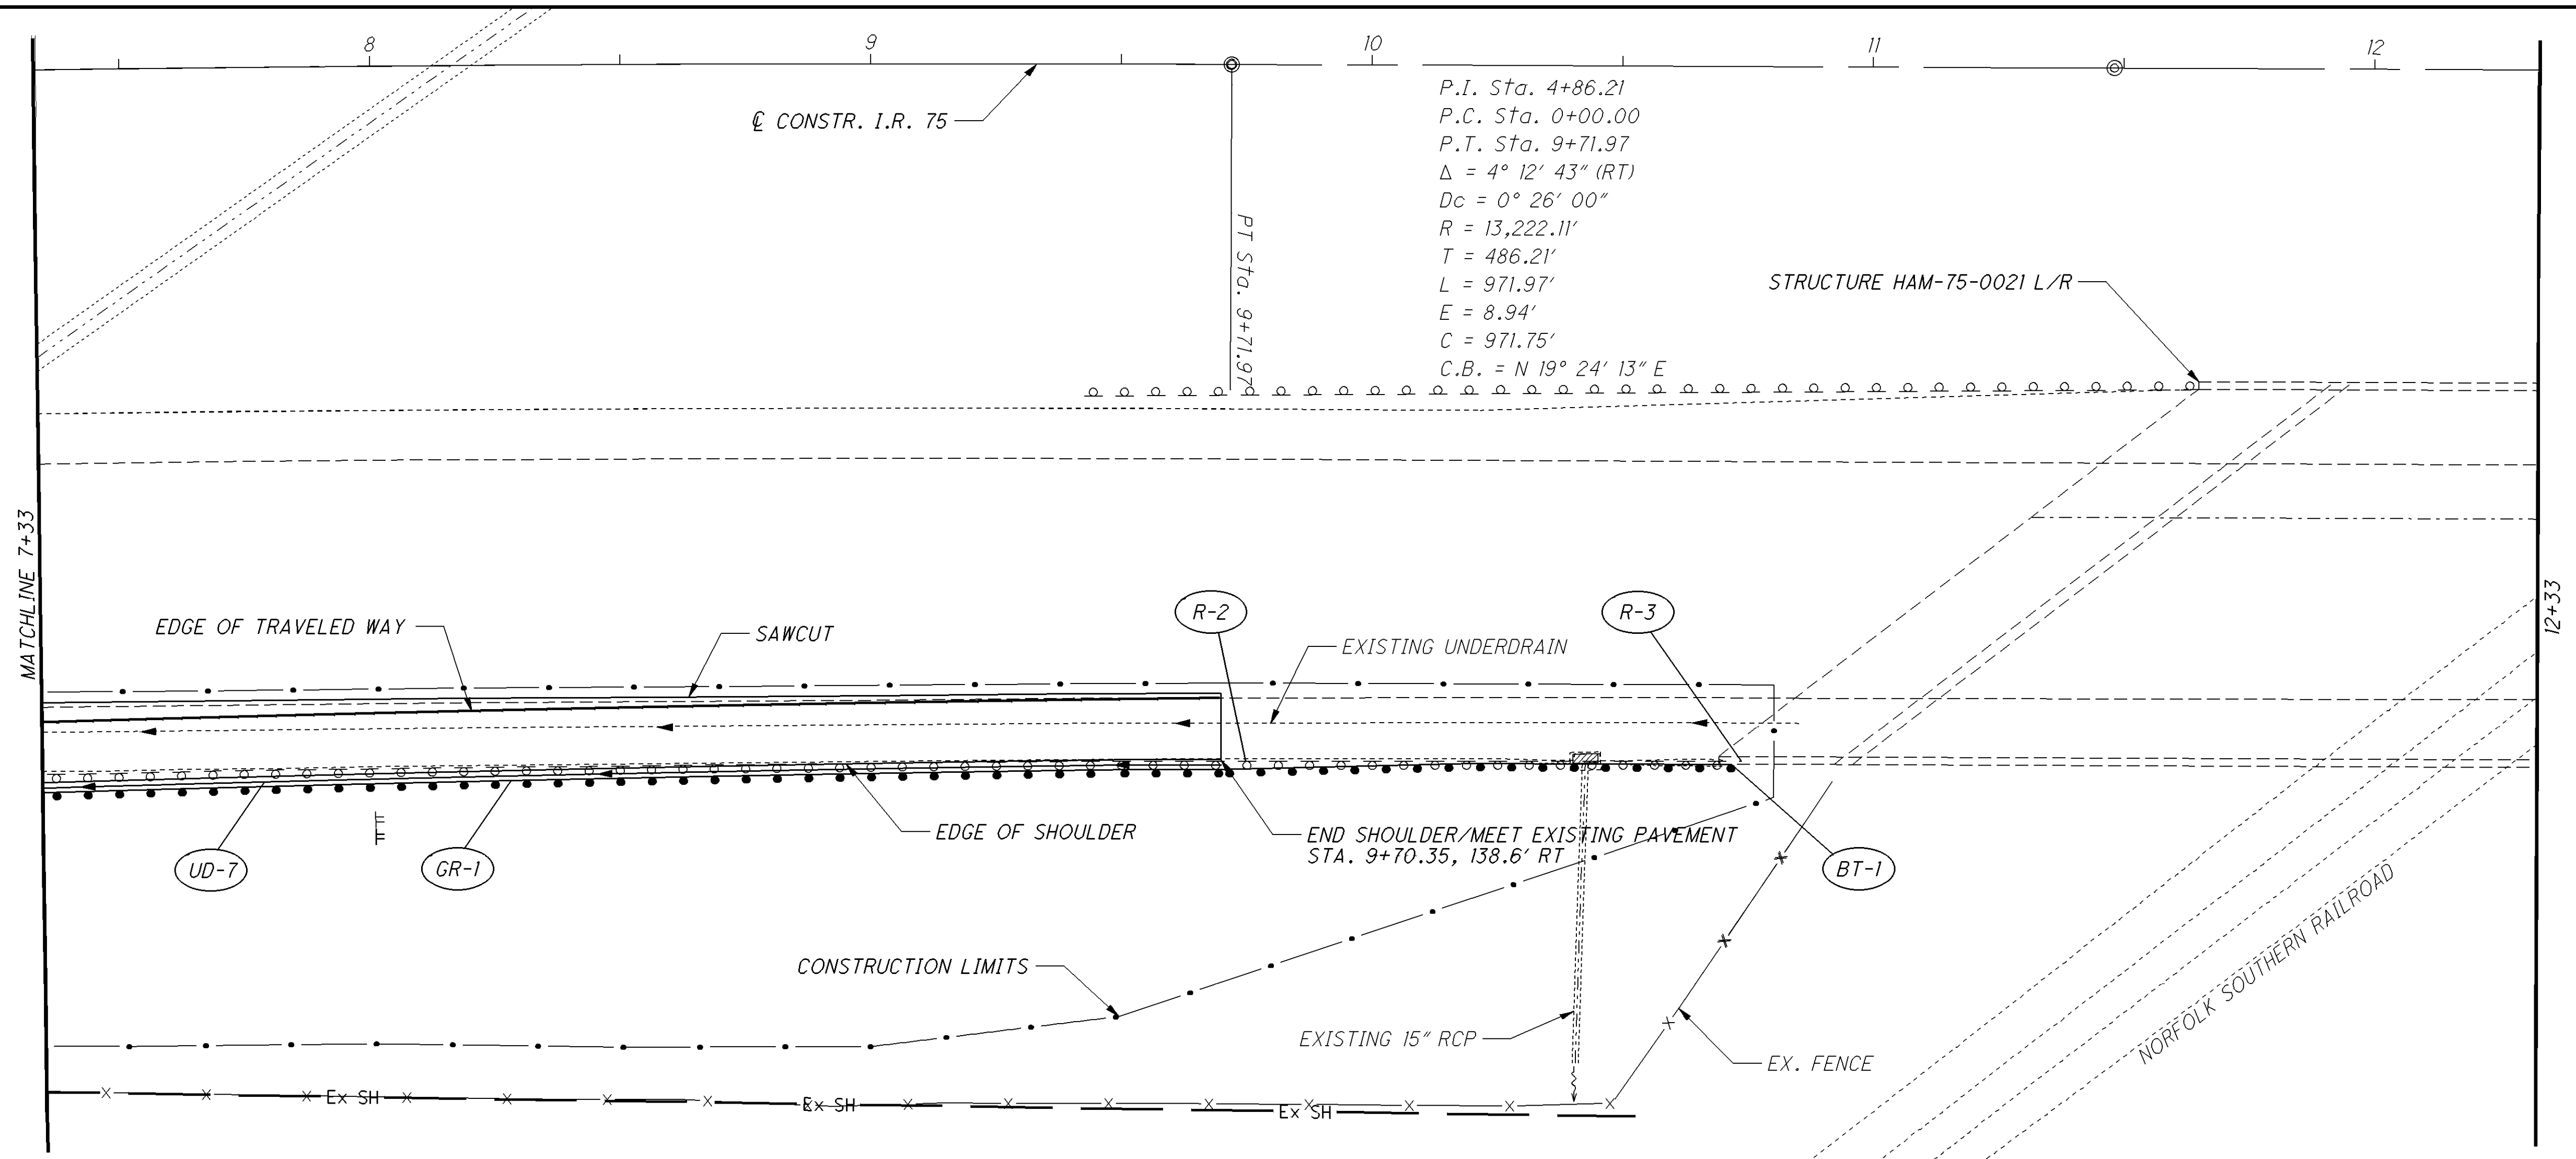 8
9
10
11
12
℄ CONSTR. I.R. 75
P.I. Sta. 4+86.21
P.C. Sta. 0+00.00
P.T. Sta. 9+71.97
Δ = 4° 12' 43" (RT)
Dc = 0° 26' 00"
R = 13,222.11'
T = 486.21'
L = 971.97'
E = 8.94'
C = 971.75'
C.B. = N 19° 24' 13" E
PT Sta. 9+71.97
STRUCTURE HAM-75-0021 L/R
MATCHLINE 7+33
12+33
EDGE OF TRAVELED WAY
SAWCUT
R-2
EXISTING UNDERDRAIN
R-3
UD-7
GR-1
EDGE OF SHOULDER
END SHOULDER/MEET EXISTING PAVEMENT
STA. 9+70.35, 138.6' RT
BT-1
CONSTRUCTION LIMITS
EXISTING 15" RCP
EX. FENCE
NORFOLK SOUTHERN RAILROAD
Ex SH
Ex SH
Ex SH